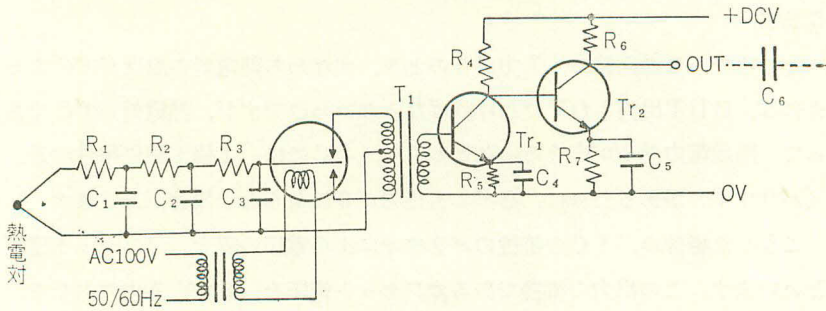 +DCV
R₄
R₆
OUT
C₆
T₁
Tr₁
Tr₂
R₁
R₂
R₃
R₅
C₄
R₇
C₅
C₁
C₂
C₃
0V
熱電対
AC100V
50/60Hz